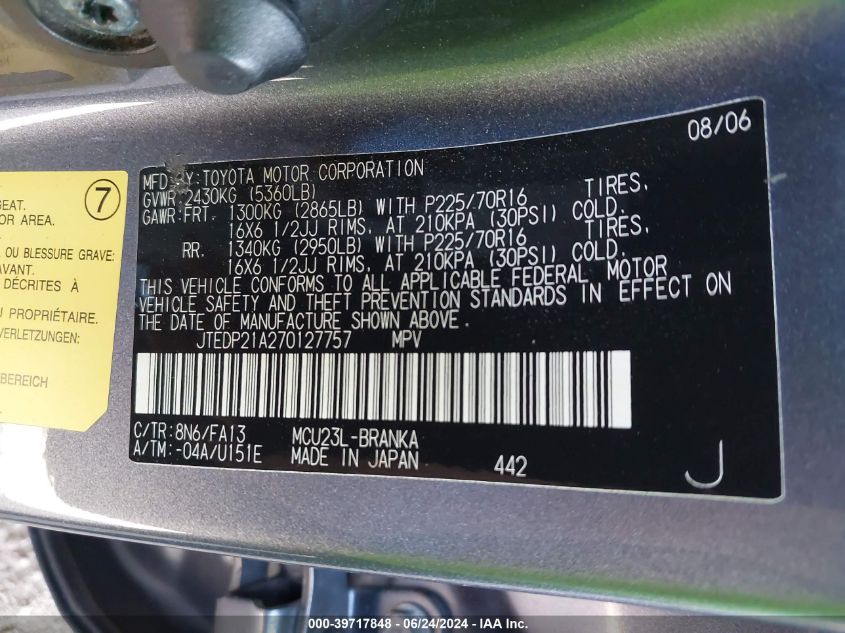 08/06
MFD BY:TOYOTA MOTOR CORPORATION
GVWR 2430KG (5360LB)
GAWR:FRT. 1300KG (2865LB) WITH P225/70R16 TIRES,
16X6 1/2JJ RIMS, AT 210KPA (30PSI) COLD.
RR. 1340KG (2950LB) WITH P225/70R16 TIRES,
16X6 1/2JJ RIMS, AT 210KPA (30PSI) COLD.
THIS VEHICLE CONFORMS TO ALL APPLICABLE FEDERAL MOTOR
VEHICLE SAFETY AND THEFT PREVENTION STANDARDS IN EFFECT ON
THE DATE OF MANUFACTURE SHOWN ABOVE.
JTEDP21A270127757 MPV
C/TR:8N6/FA13 MCU23L-BRANKA
A/TM:-04A/U151E MADE IN JAPAN 442 J
7
SEAT.
OR AREA.
OU BLESSURE GRAVE:
AVANT.
DÉCRITES À
DU PROPRIÉTAIRE.
VERLETZUNGEN:
BEREICH
000-39717848 - 06/24/2024 - IAA Inc.